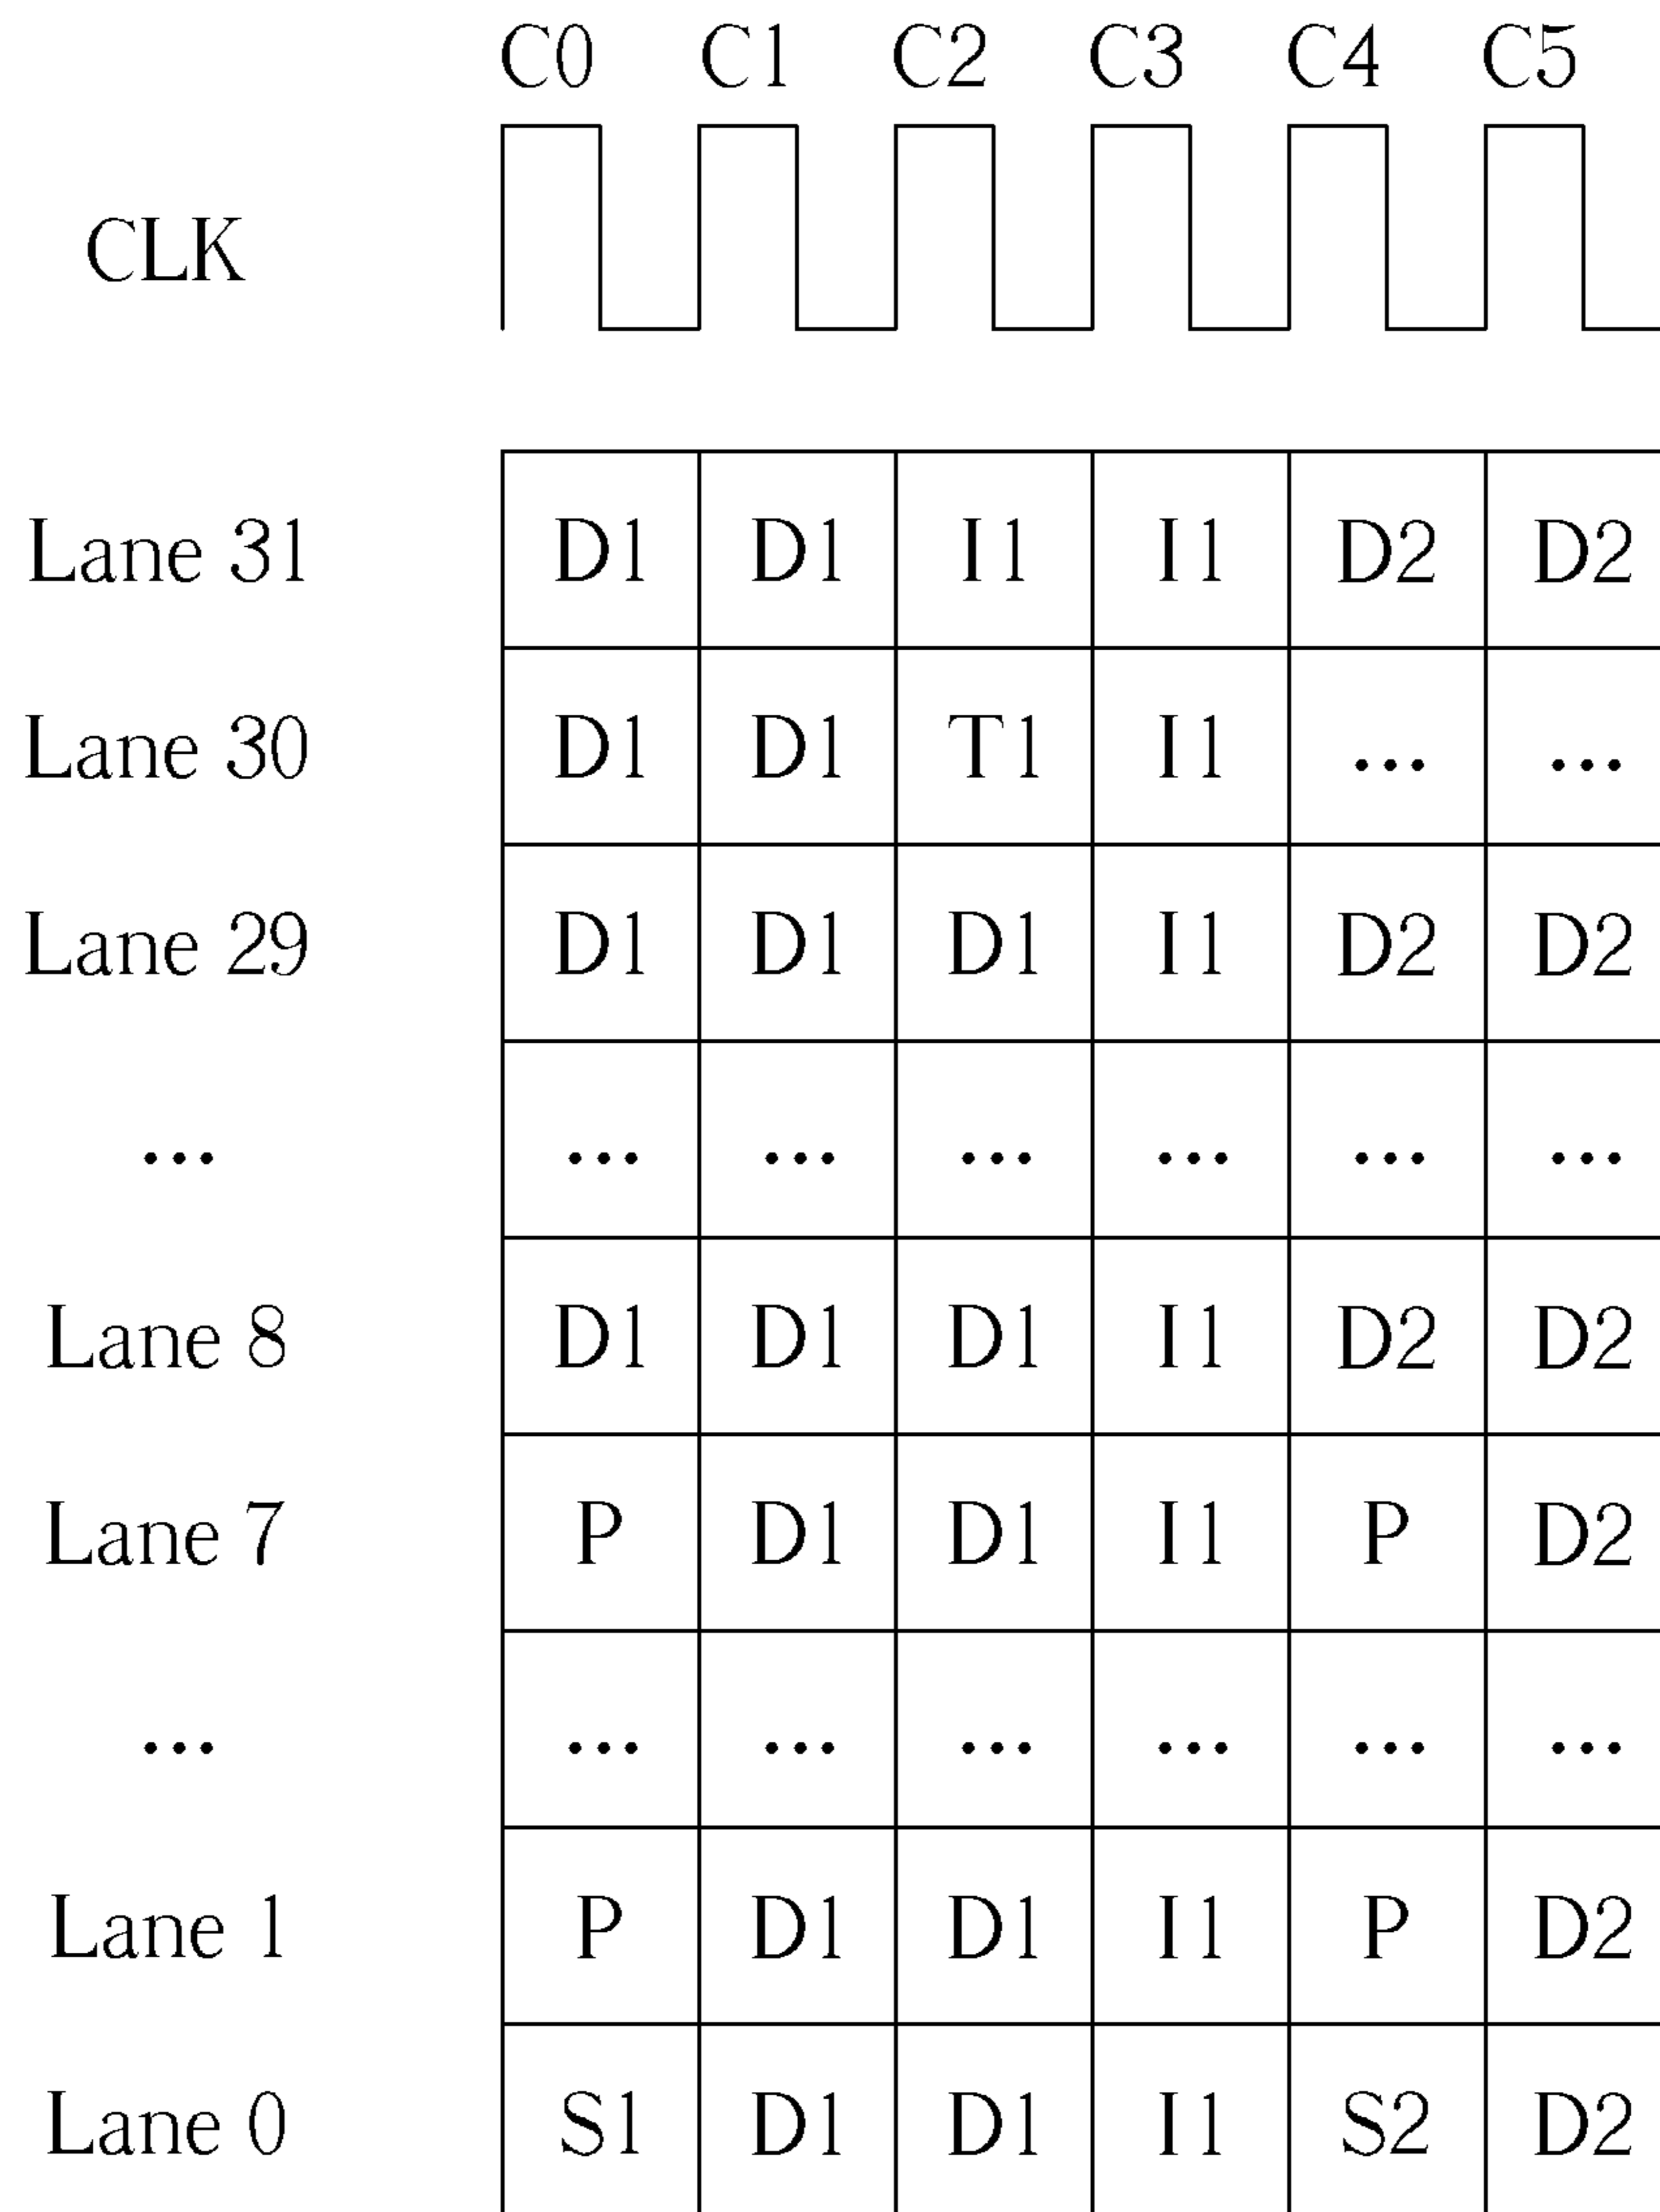 C0 C1 C2 C3 C4 C5
CLK
Lane 31 D1 D1 I1 I1 D2 D2
Lane 30 D1 D1 T1 I1 ... ...
Lane 29 D1 D1 D1 I1 D2 D2
... ... ... ... ... ... ...
Lane 8 D1 D1 D1 I1 D2 D2
Lane 7 P D1 D1 I1 P D2
... ... ... ... ... ... ...
Lane 1 P D1 D1 I1 P D2
Lane 0 S1 D1 D1 I1 S2 D2